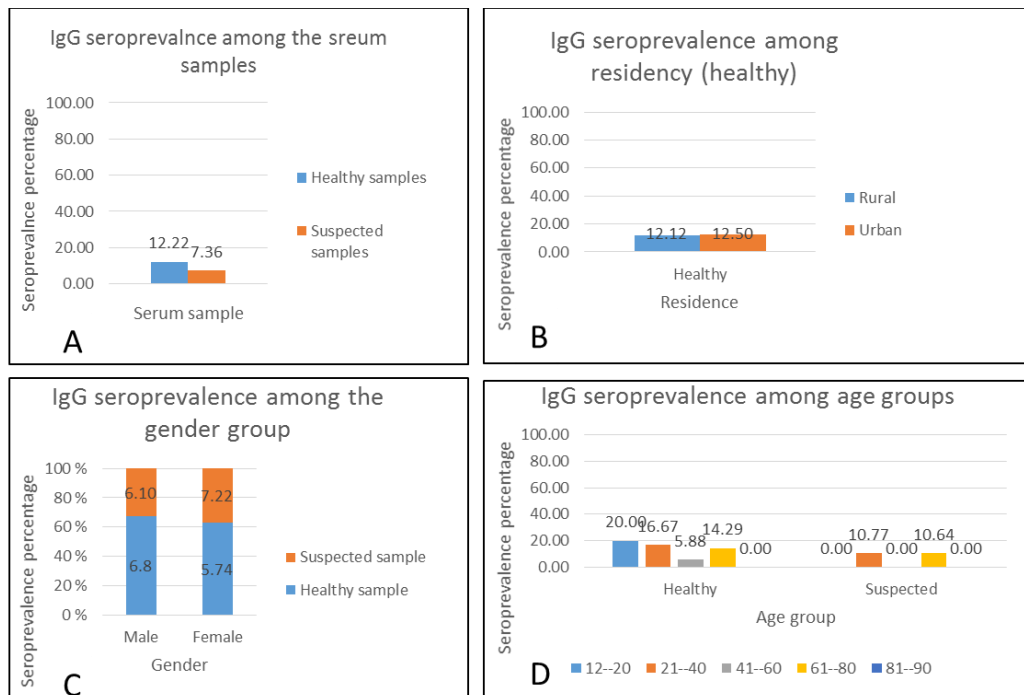 IgG seroprevalnce among the sreum
samples
Seroprevalnce percentage
100.00
80.00
60.00
40.00
20.00
0.00
12.22
7.36
Serum sample
Healthy samples
Suspected
samples
A
IgG seroprevalence among
residency (healthy)
Seroprevalence percentage
100.00
80.00
60.00
40.00
20.00
0.00
12.12
12.50
Healthy
Residence
Rural
Urban
B
IgG seroprevalence among the
gender group
Seroprevalence percentage
100 %
80 %
60 %
40 %
20 %
0 %
6.10
7.22
6.8
5.74
Male
Female
Gender
Suspected sample
Healthy sample
C
IgG seroprevalence among age groups
Seroprevalence percentage
100.00
80.00
60.00
40.00
20.00
0.00
20.00
16.67
5.88
14.29
0.00
0.00
10.77
0.00
10.64
0.00
Healthy
Suspected
Age group
12--20
21--40
41--60
61--80
81--90
D